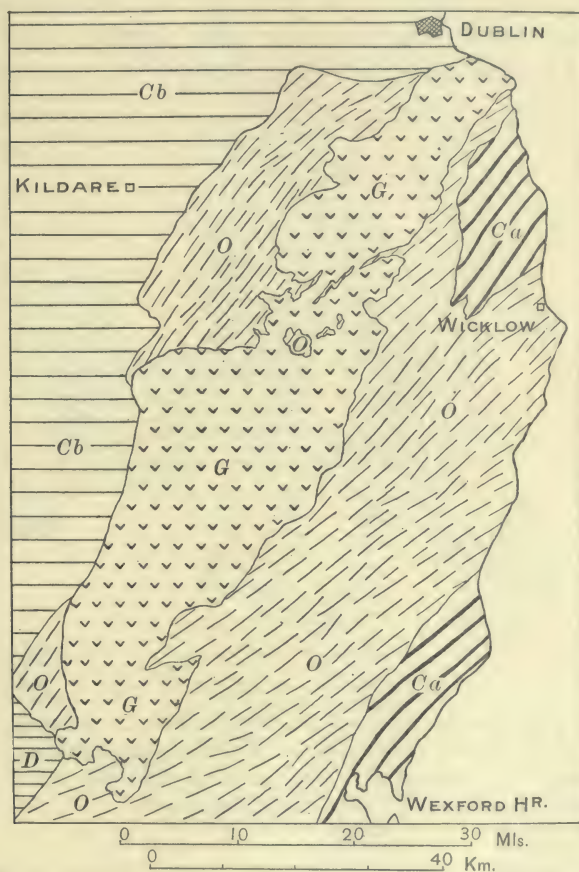 DUBLIN
Cb
KILDARE
G
O
Ca
O
WICKLOW
O
Cb
G
O
O
Ca
G
D
O
WEXFORD HR.
0 10 20 30 Mls.
0 40 Km.